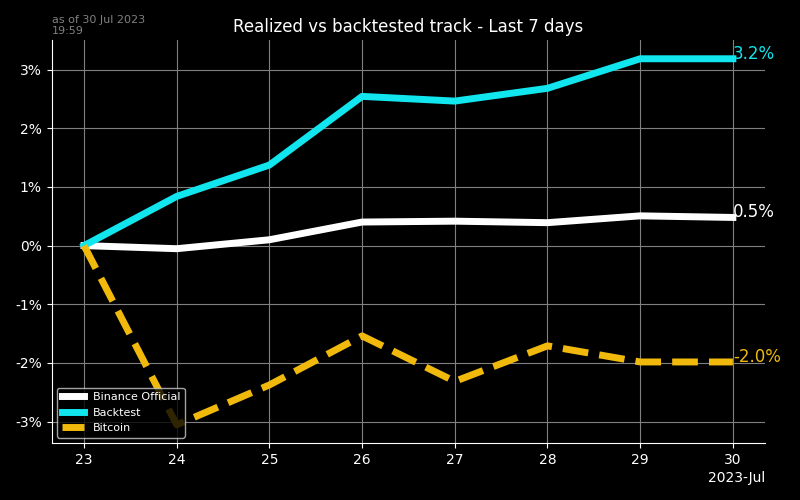 as of 30 Jul 2023
19:59
Realized vs backtested track - Last 7 days
3%
2%
1%
0%
-1%
-2%
-3%
3.2%
0.5%
-2.0%
Binance Official
Backtest
Bitcoin
23 24 25 26 27 28 29 30
2023-Jul